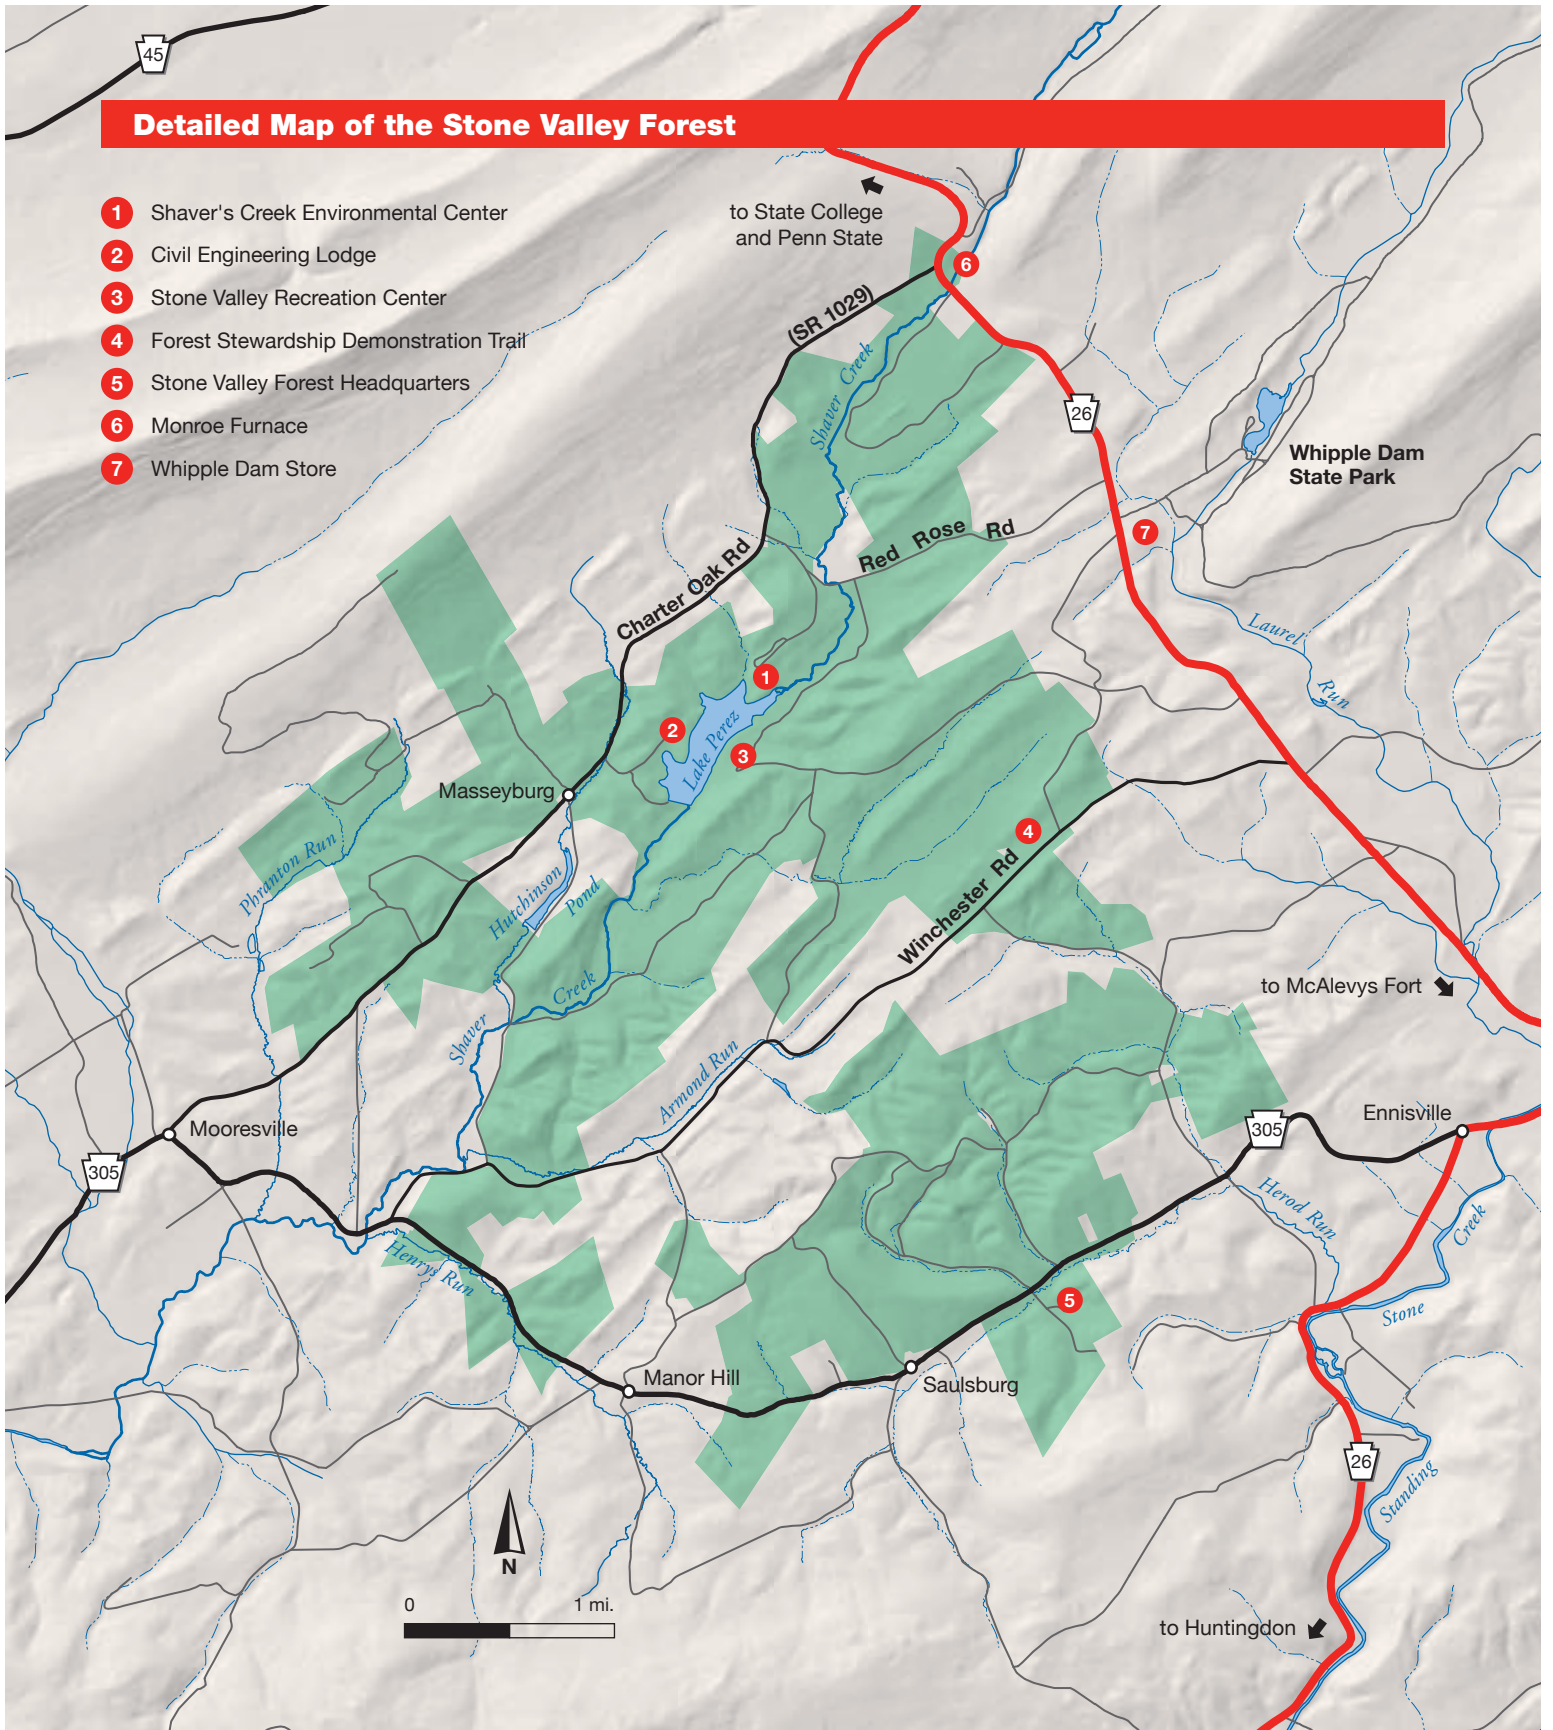 45
Detailed Map of the Stone Valley Forest
1 Shaver's Creek Environmental Center
2 Civil Engineering Lodge
3 Stone Valley Recreation Center
4 Forest Stewardship Demonstration Trail
5 Stone Valley Forest Headquarters
6 Monroe Furnace
7 Whipple Dam Store
to State College
and Penn State
6
(SR 1029)
Shaver Creek
26
Whipple Dam
State Park
7
Red Rose Rd
Charter Oak Rd
Laurel Run
1
2
Lake Perez
3
Masseyburg
4
Phranton Run
Hutchinson Pond
Winchester Rd
to McAlevys Fort
Shaver Creek
Armond Run
Ennisville
305
Mooresville
305
Herod Run
Creek
Henrys Run
5
Stone
Manor Hill
Saulsburg
26
Standing
N
0 1 mi.
to Huntingdon